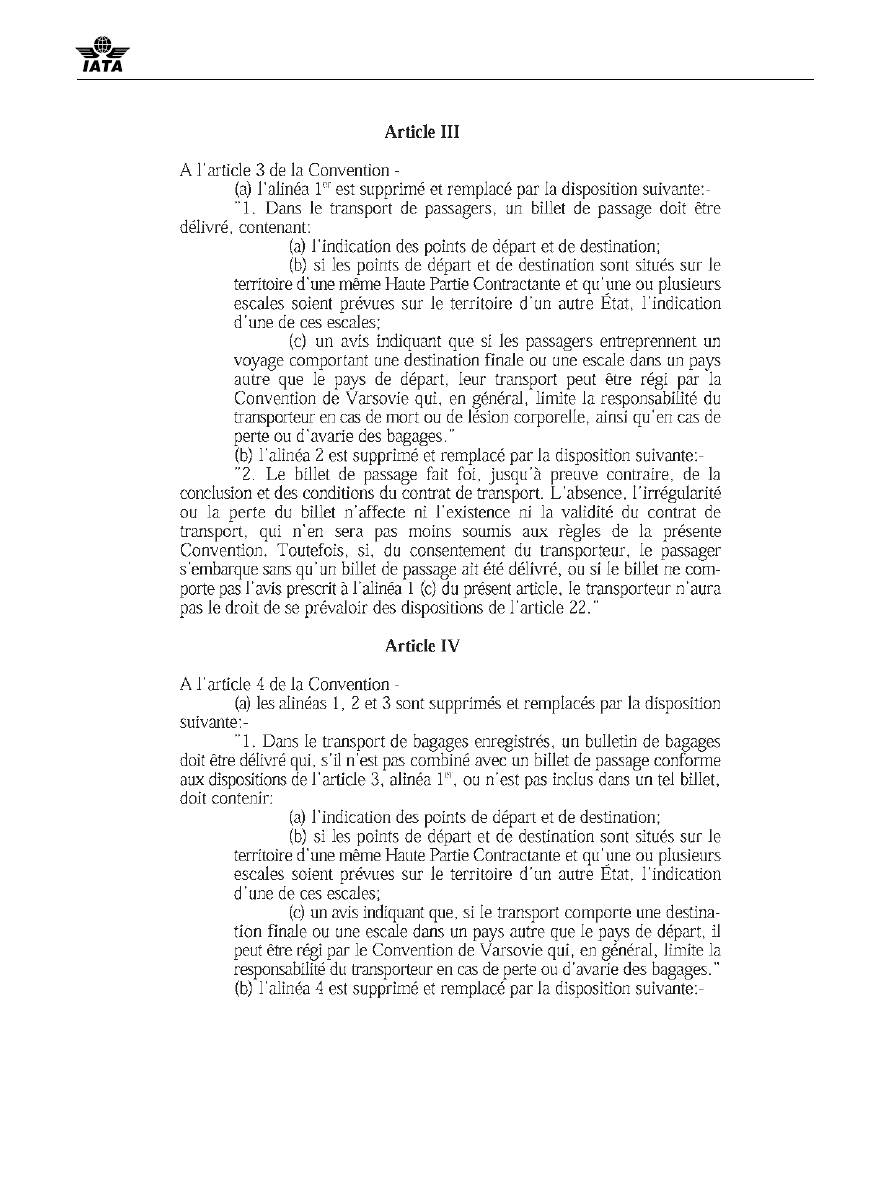 IATA
Article III
A l'article 3 de la Convention -
(a) l'alinéa 1er est supprimé et remplacé par la disposition suivante:-
"1. Dans le transport de passagers, un billet de passage doit être
délivré, contenant:
(a) l'indication des points de départ et de destination;
(b) si les points de départ et de destination sont situés sur le
territoire d'une même Haute Partie Contractante et qu'une ou plusieurs
escales soient prévues sur le territoire d'un autre État, l'indication
d'une de ces escales;
(c) un avis indiquant que si les passagers entreprennent un
voyage comportant une destination finale ou une escale dans un pays
autre que le pays de départ, leur transport peut être régi par la
Convention de Varsovie qui, en général, limite la responsabilité du
transporteur en cas de mort ou de lésion corporelle, ainsi qu'en cas de
perte ou d'avarie des bagages."
(b) l'alinéa 2 est supprimé et remplacé par la disposition suivante:-
"2. Le billet de passage fait foi, jusqu'à preuve contraire, de la
conclusion et des conditions du contrat de transport. L'absence, l'irrégularité
ou la perte du billet n'affecte ni l'existence ni la validité du contrat de
transport, qui n'en sera pas moins soumis aux règles de la présente
Convention. Toutefois, si, du consentement du transporteur, le passager
s'embarque sans qu'un billet de passage ait été délivré, ou si le billet ne com-
porte pas l'avis prescrit à l'alinéa 1 (c) du présent article, le transporteur n'aura
pas le droit de se prévaloir des dispositions de l'article 22."
Article IV
A l'article 4 de la Convention -
(a) les alinéas 1, 2 et 3 sont supprimés et remplacés par la disposition
suivante:-
"1. Dans le transport de bagages enregistrés, un bulletin de bagages
doit être délivré qui, s'il n'est pas combiné avec un billet de passage conforme
aux dispositions de l'article 3, alinéa 1er, ou n'est pas inclus dans un tel billet,
doit contenir:
(a) l'indication des points de départ et de destination;
(b) si les points de départ et de destination sont situés sur le
territoire d'une même Haute Partie Contractante et qu'une ou plusieurs
escales soient prévues sur le territoire d'un autre État, l'indication
d'une de ces escales;
(c) un avis indiquant que, si le transport comporte une destina-
tion finale ou une escale dans un pays autre que le pays de départ, il
peut être régi par le Convention de Varsovie qui, en général, limite la
responsabilité du transporteur en cas de perte ou d'avarie des bagages."
(b) l'alinéa 4 est supprimé et remplacé par la disposition suivante:-